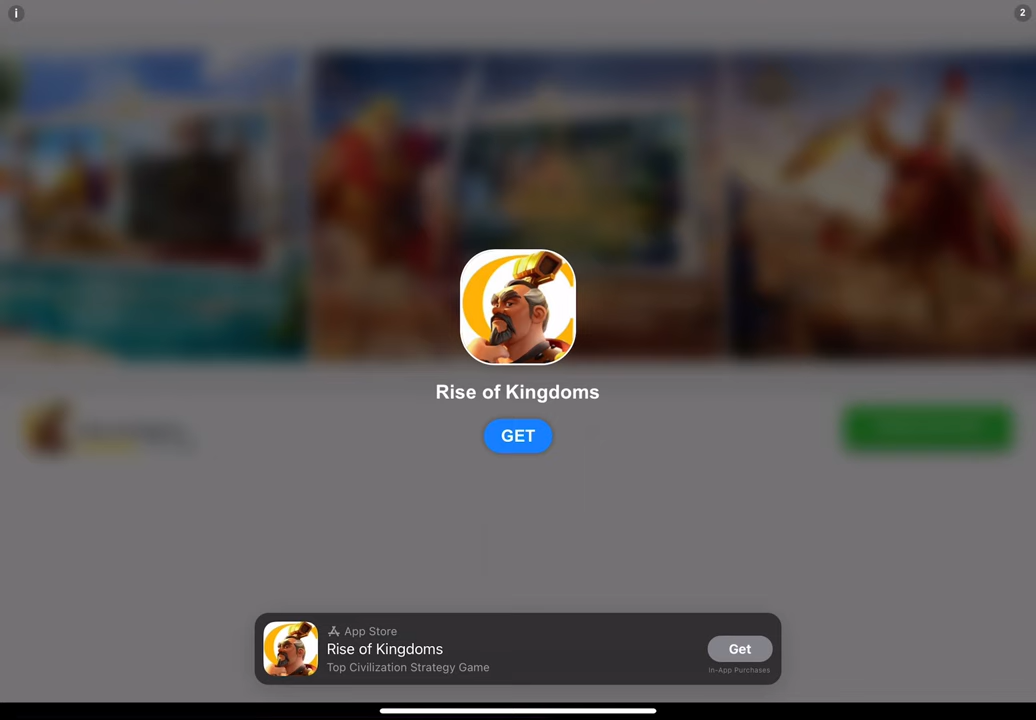 i
2
Rise of Kingdoms
GET
App Store
Rise of Kingdoms
Top Civilization Strategy Game
Get
In-App Purchases